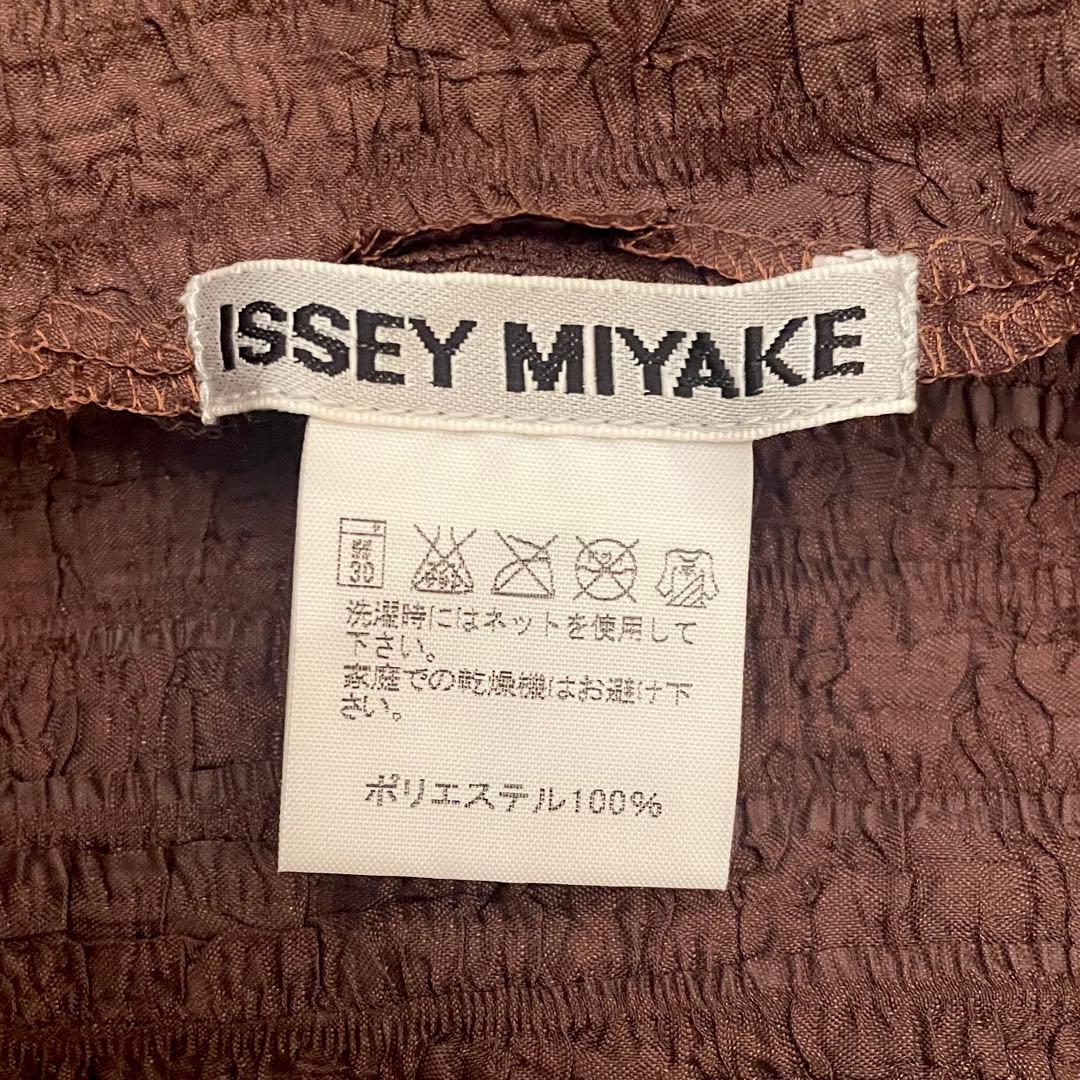 ISSEY MIYAKE
30
洗濯時にはネットを使用して
下さい。
家庭での乾燥機はお避け下
さい。
ポリエステル100%